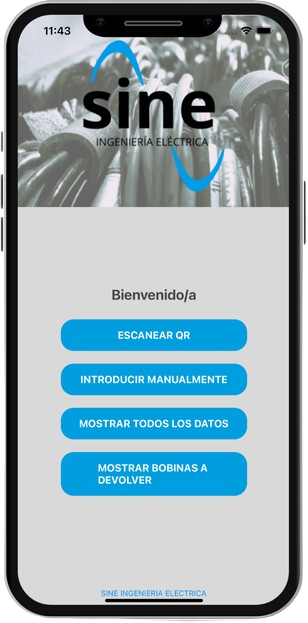 11:43
sine
INGENIERÍA ELÉCTRICA
Bienvenido/a
ESCANEAR QR
INTRODUCIR MANUALMENTE
MOSTRAR TODOS LOS DATOS
MOSTRAR BOBINAS A
DEVOLVER
SINE INGENIERIA ELECTRICA